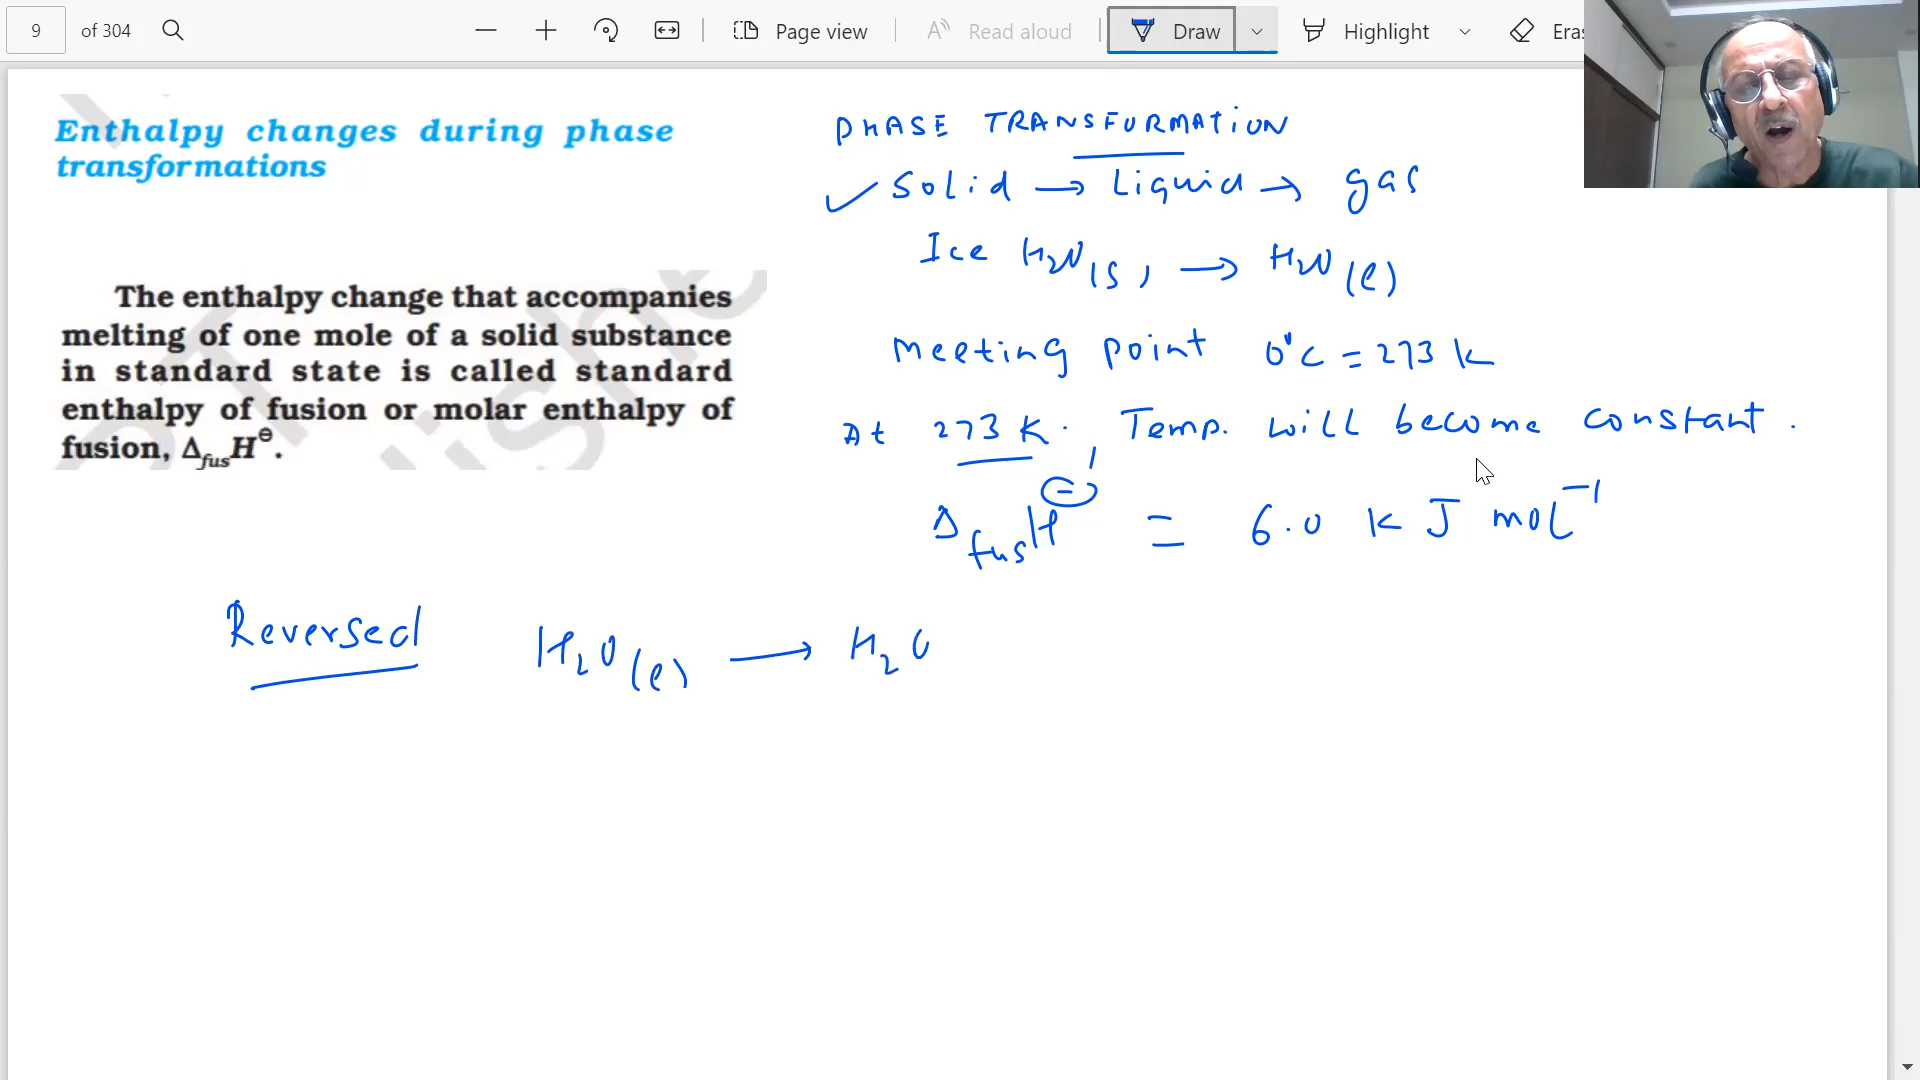 9 of 304 Page view Read aloud Draw Highlight
Enthalpy changes during phase
transformations
The enthalpy change that accompanies
melting of one mole of a solid substance
in standard state is called standard
enthalpy of fusion or molar enthalpy of
fusion, Δ_fus H^⊖.
PHASE TRANSFORMATION
✓ Solid → Liquid → gas
Ice H₂O(s) → H₂O(l)
Meeting point 0°C = 273 K
At 273 K, Temp. will become constant.
Δ_fus H^⊖ = 6.0 kJ mol⁻¹
Reversed H₂O(l) → H₂O